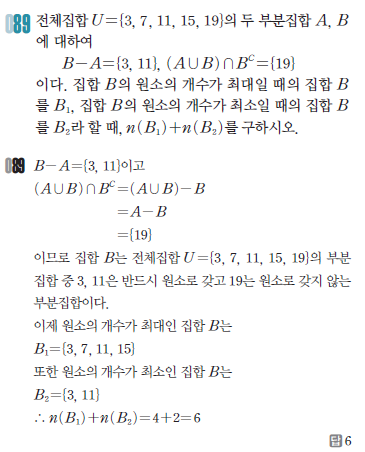 089 전체집합 U={3, 7, 11, 15, 19}의 두 부분집합 A, B
에 대하여
B-A={3, 11}, (A∪B)∩Bᶜ={19}
이다. 집합 B의 원소의 개수가 최대일 때의 집합 B
를 B₁, 집합 B의 원소의 개수가 최소일 때의 집합 B
를 B₂라 할 때, n(B₁)+n(B₂)를 구하시오.
089 B-A={3, 11}이고
(A∪B)∩Bᶜ=(A∪B)-B
=A-B
={19}
이므로 집합 B는 전체집합 U={3, 7, 11, 15, 19}의 부분
집합 중 3, 11은 반드시 원소로 갖고 19는 원소로 갖지 않는
부분집합이다.
이제 원소의 개수가 최대인 집합 B는
B₁={3, 7, 11, 15}
또한 원소의 개수가 최소인 집합 B는
B₂={3, 11}
∴ n(B₁)+n(B₂)=4+2=6
답 6